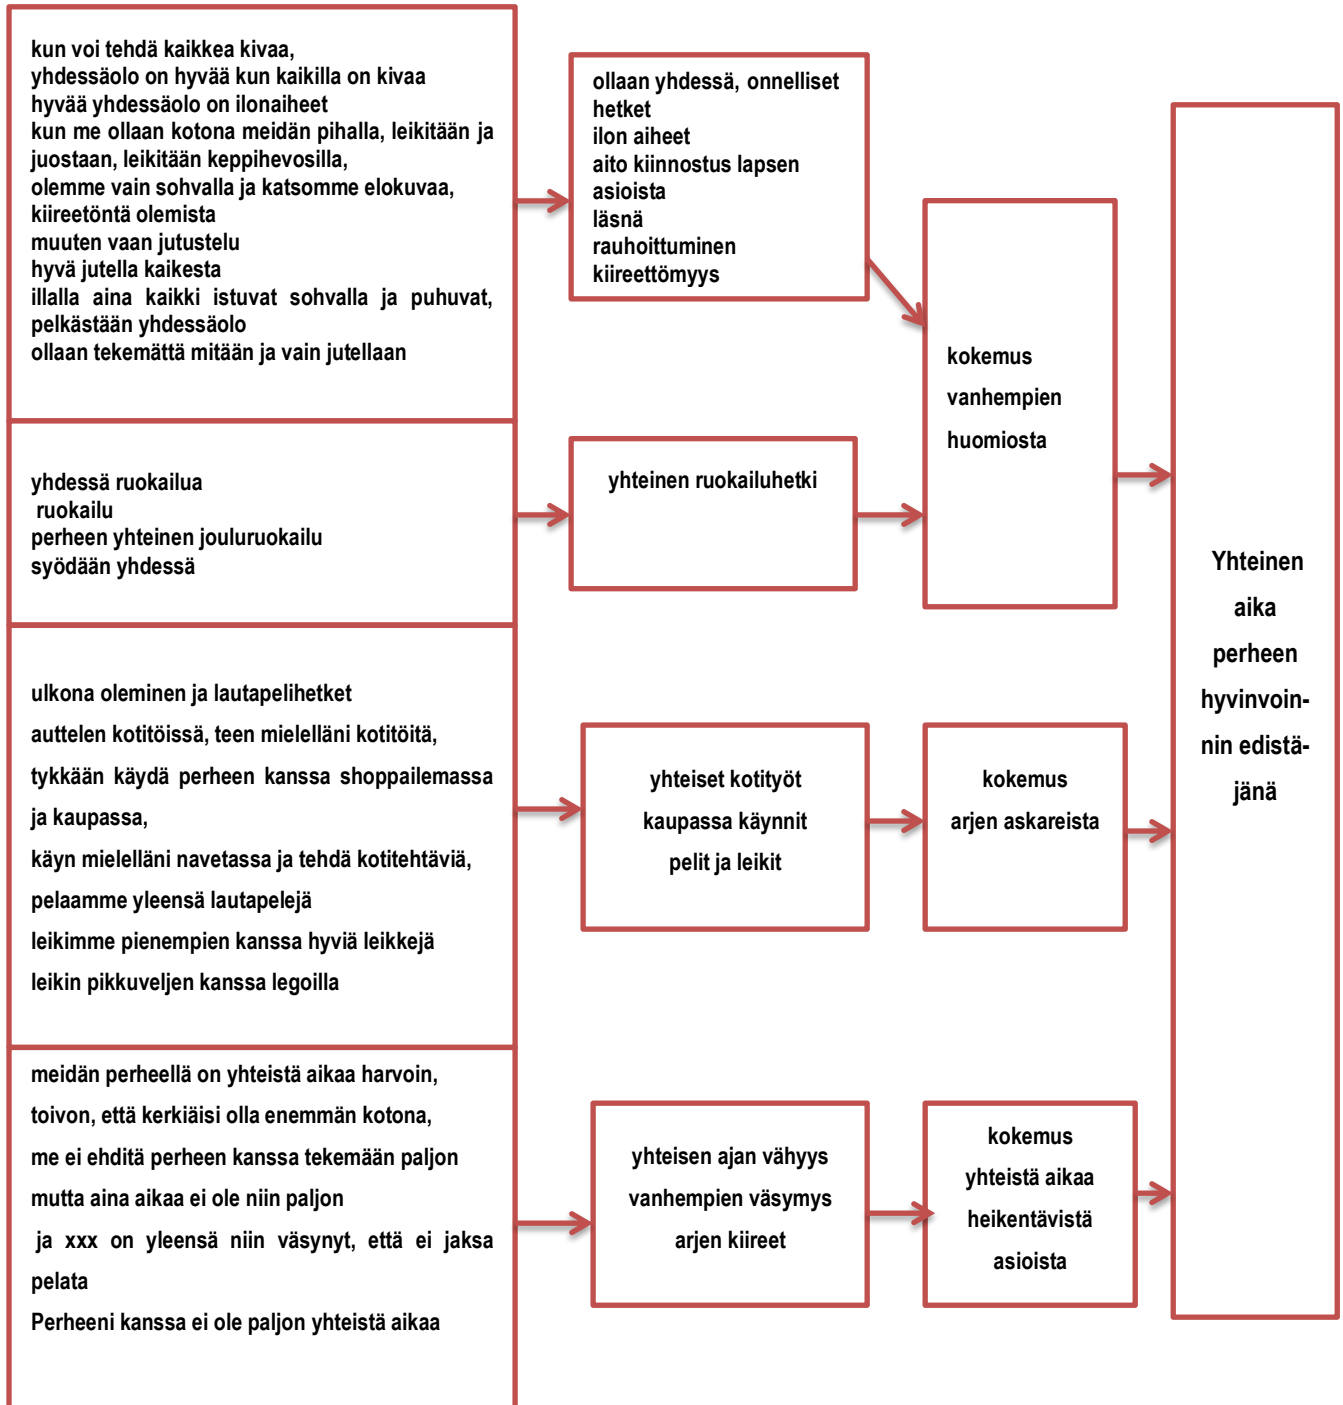 kun voi tehdä kaikkea kivaa,
yhdessäolo on hyvää kun kaikilla on kivaa
hyvää yhdessäolo on ilonaiheet
kun me ollaan kotona meidän pihalla, leikitään ja
juostaan, leikitään keppihevosilla,
olemme vain sohvalla ja katsomme elokuvaa,
kiireetöntä olemista
muuten vaan jutustelu
hyvä jutella kaikesta
illalla aina kaikki istuvat sohvalla ja puhuvat,
pelkästään yhdessäolo
ollaan tekemättä mitään ja vain jutellaan
yhdessä ruokailua
ruokailu
perheen yhteinen jouluruokailu
syödään yhdessä
ulkona oleminen ja lautapelihetket
auttelen kotitöissä, teen mielelläni kotitöitä,
tykkään käydä perheen kanssa shoppailemassa
ja kaupassa,
käyn mielelläni navetassa ja tehdä kotitehtäviä,
pelaamme yleensä lautapelejä
leikimme pienempien kanssa hyviä leikkejä
leikin pikkuveljen kanssa legoilla
meidän perheellä on yhteistä aikaa harvoin,
toivon, että kerkiäisi olla enemmän kotona,
me ei ehditä perheen kanssa tekemään paljon
mutta aina aikaa ei ole niin paljon
ja xxx on yleensä niin väsynyt, että ei jaksa
pelata
Perheeni kanssa ei ole paljon yhteistä aikaa
ollaan yhdessä, onnelliset
hetket
ilon aiheet
aito kiinnostus lapsen
asioista
läsnä
rauhoittuminen
kiireettömyys
yhteinen ruokailuhetki
yhteiset kotityöt
kaupassa käynnit
pelit ja leikit
yhteisen ajan vähyys
vanhempien väsymys
arjen kiireet
kokemus
vanhempien
huomiosta
kokemus
arjen askareista
kokemus
yhteistä aikaa
heikentävistä
asioista
Yhteinen
aika
perheen
hyvinvoin-
nin edistä-
jänä